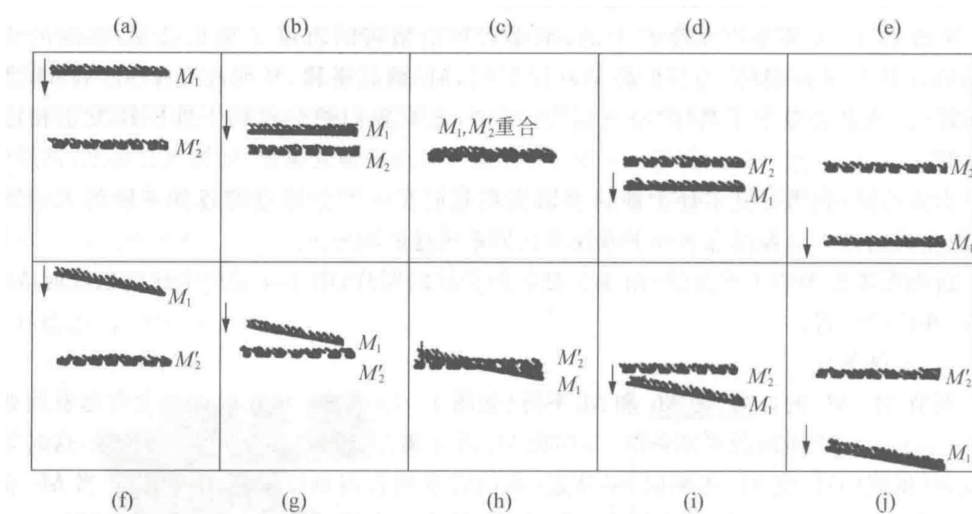 (a) (b) (c) (d) (e)
M₁
M′₂
M₁
M₂
M₁,M′₂重合
M′₂
M₁
M₂
M₁
M₁
M′₂
M₁
M′₂
M′₂
M₁
M′₂
M₁
M′₂
M₁
(f) (g) (h) (i) (j)